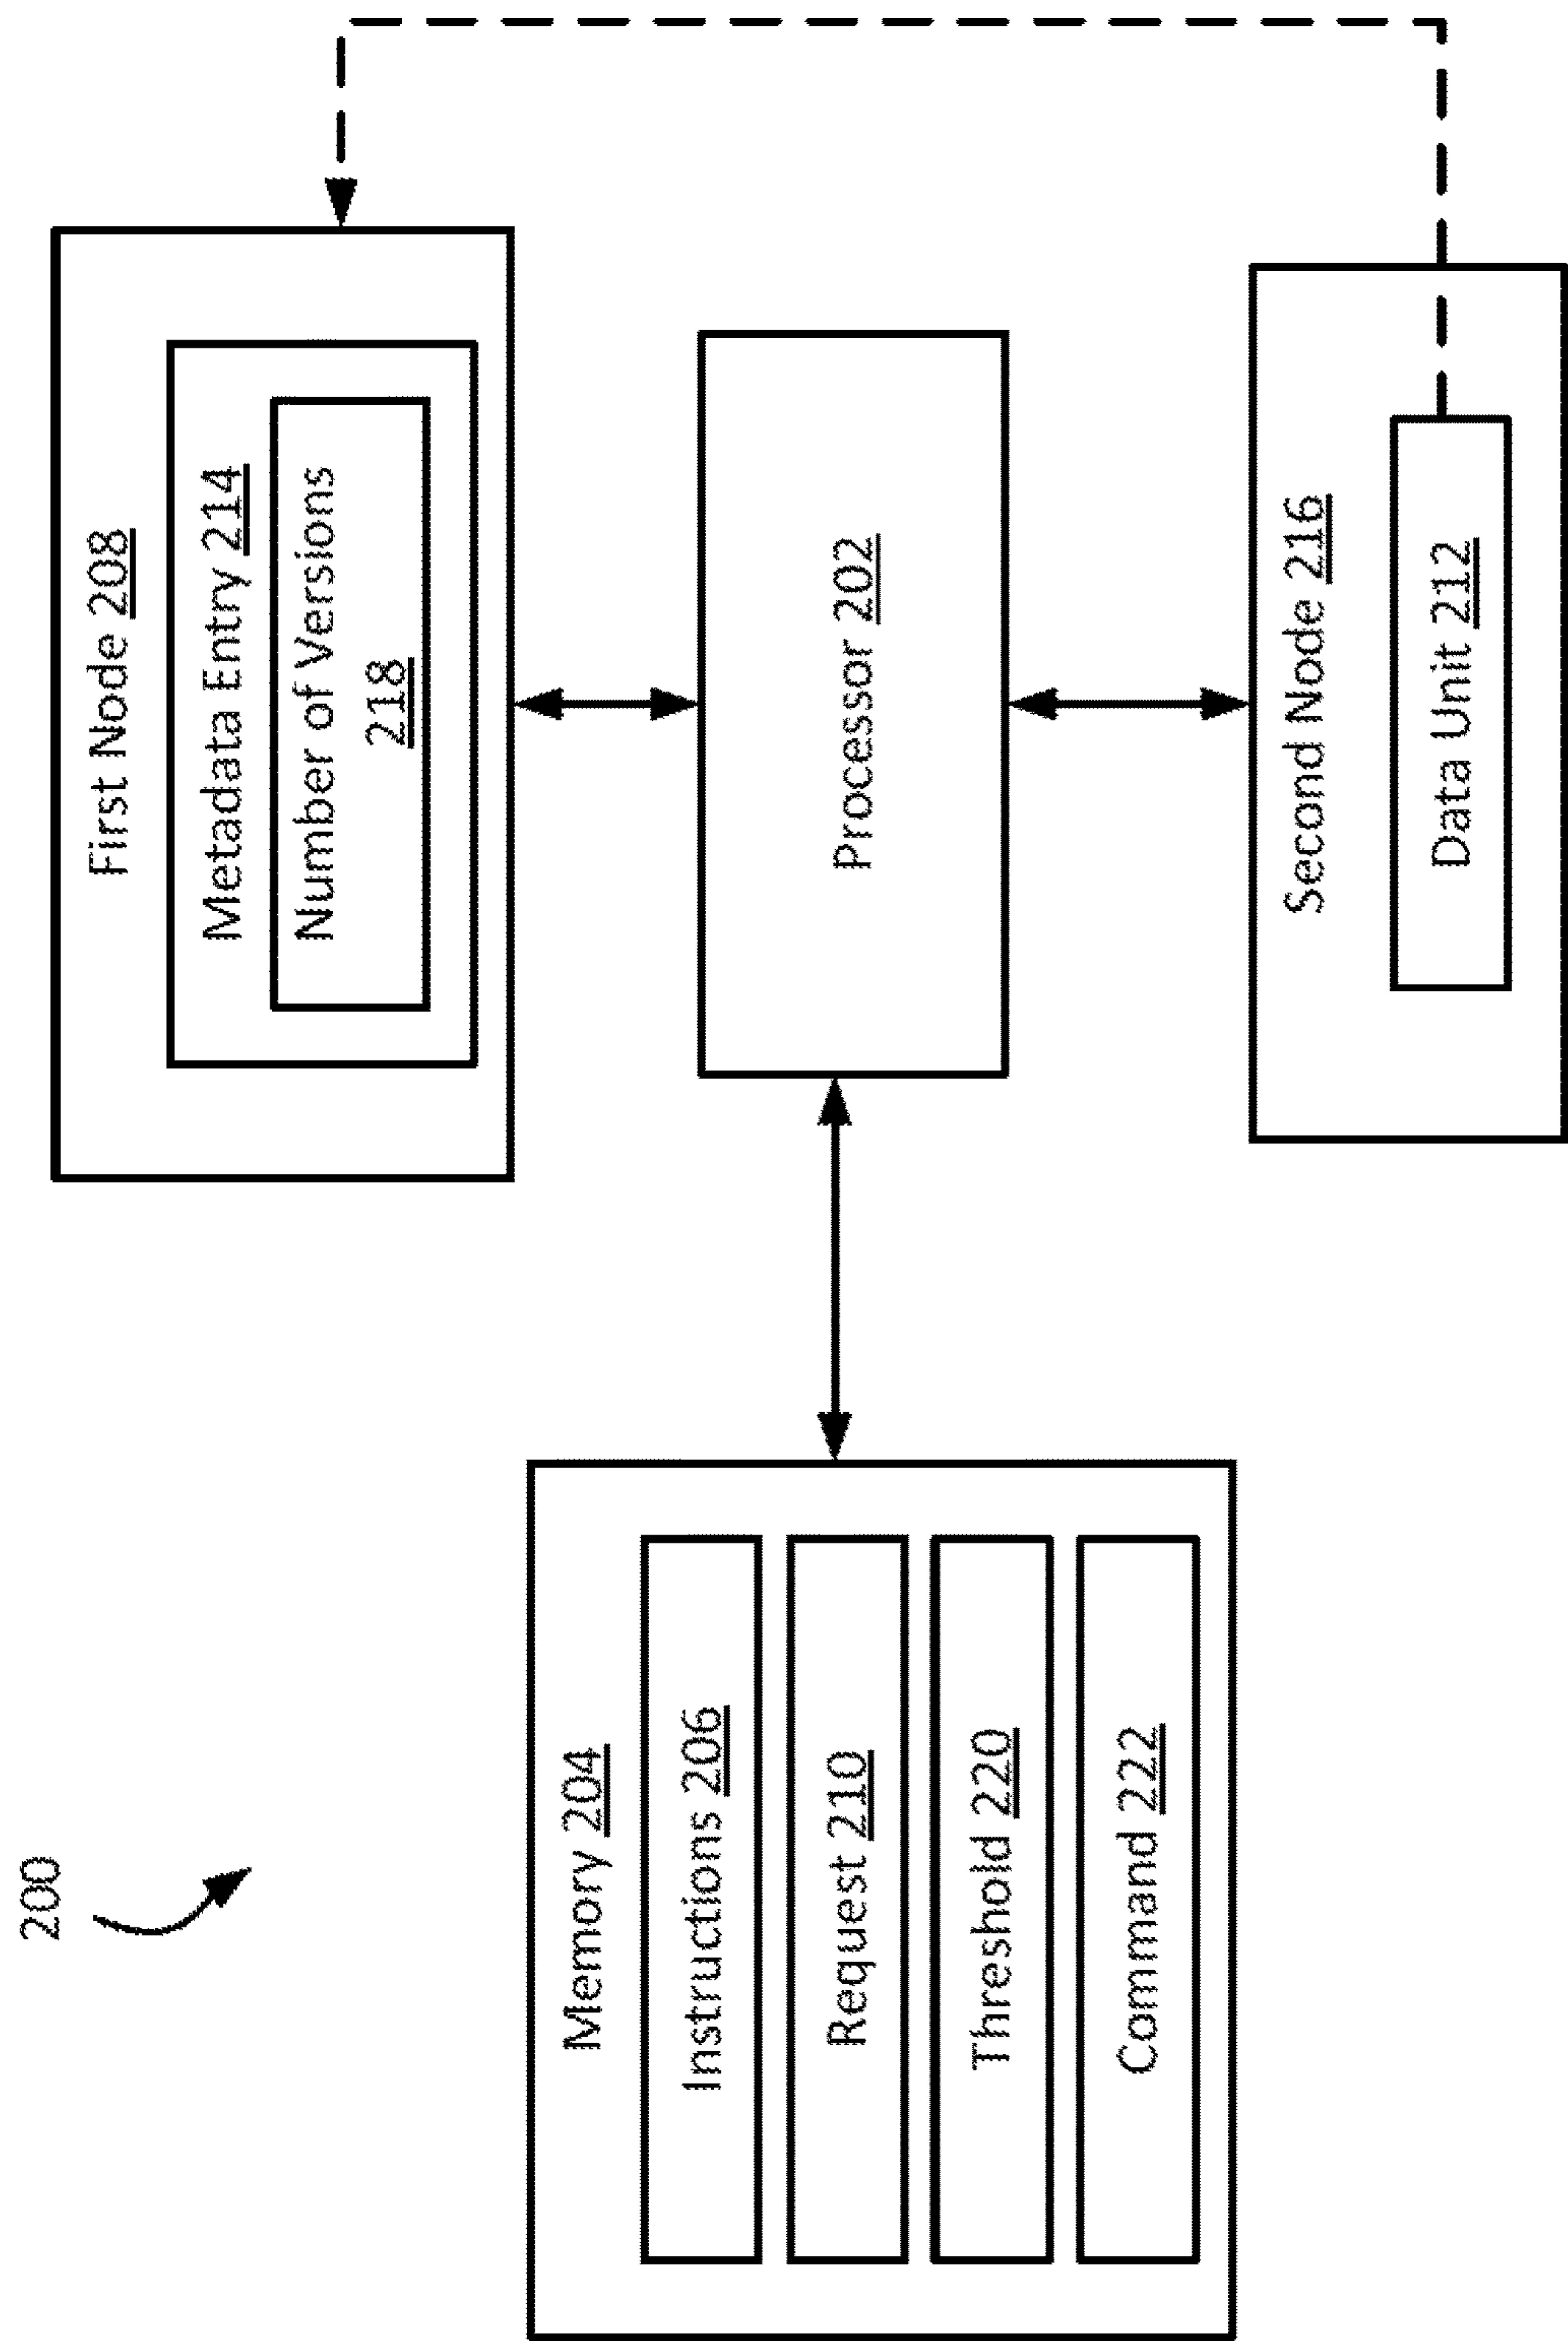 200
Memory 204
Instructions 206
Request 210
Threshold 220
Command 222
First Node 208
Metadata Entry 214
Number of Versions
218
Processor 202
Second Node 216
Data Unit 212